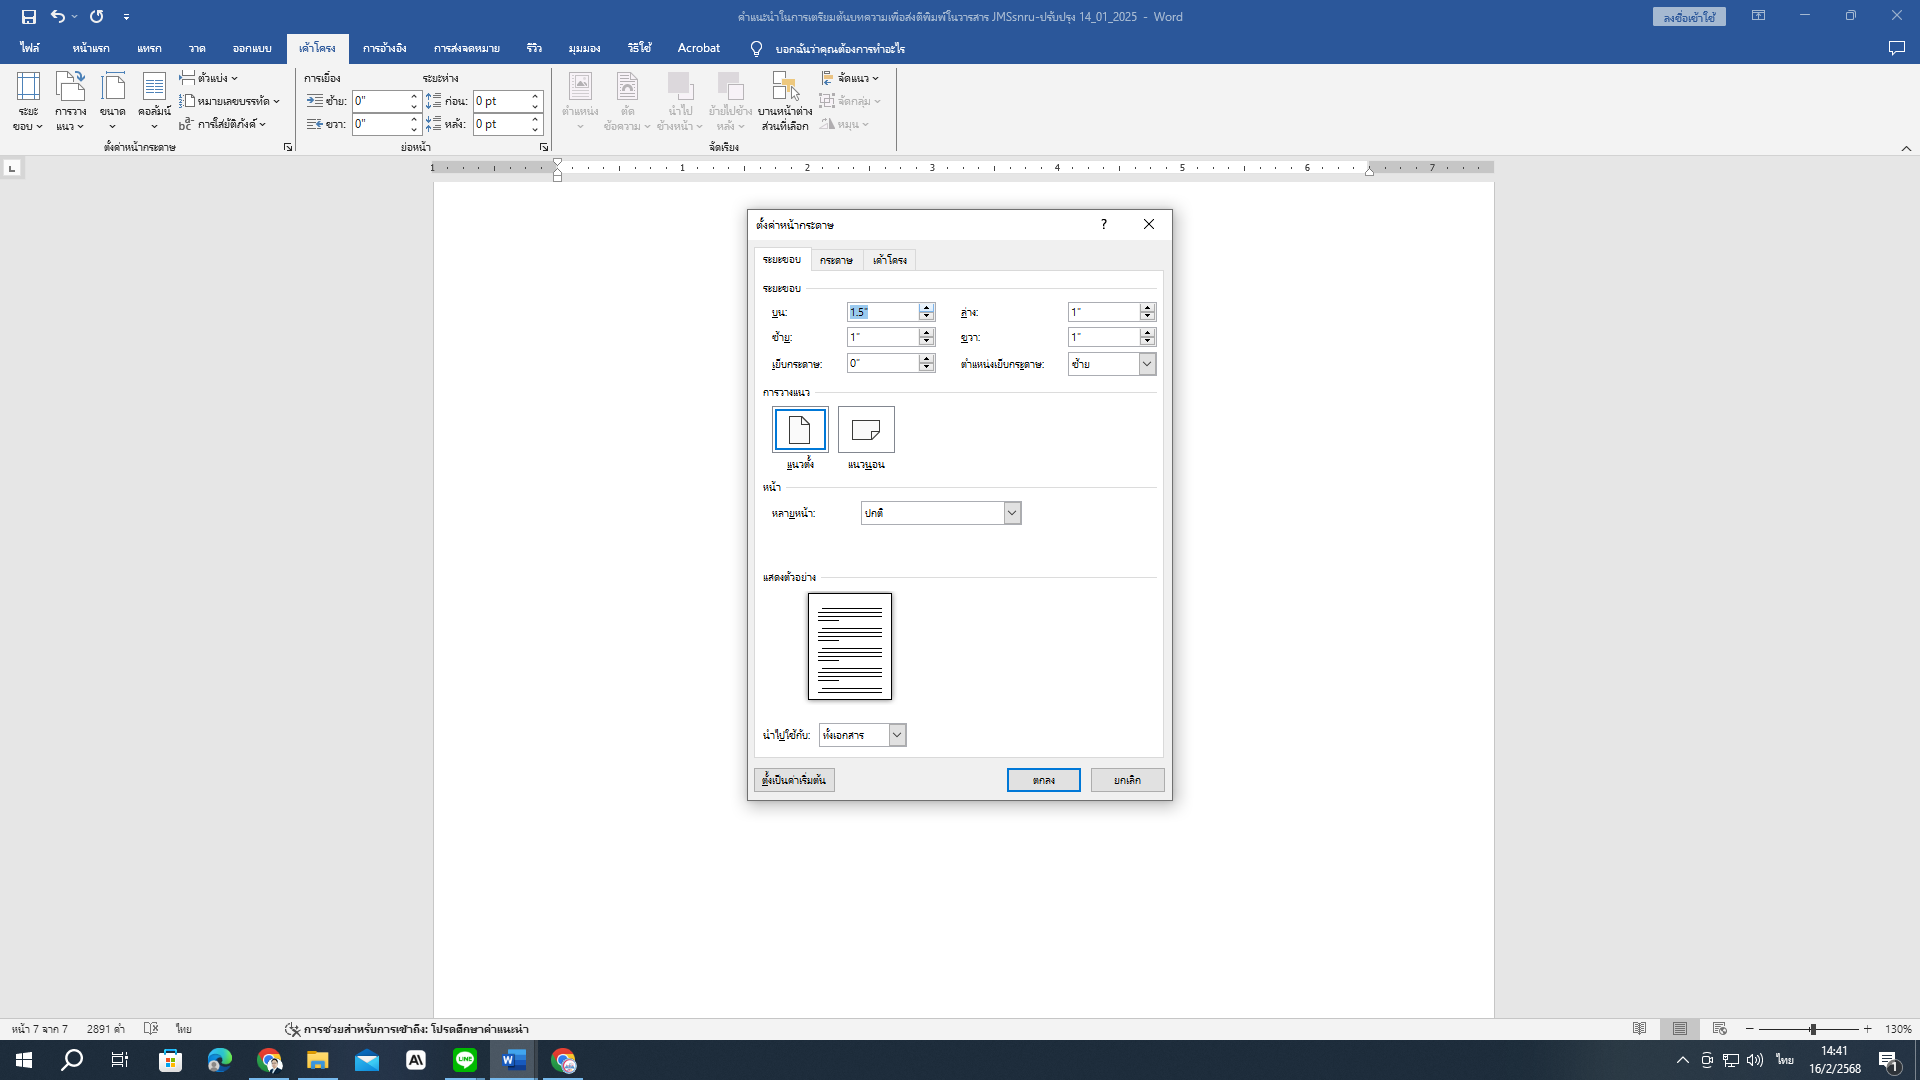 คำแนะนำในการเตรียมต้นบทความเพื่อส่งตีพิมพ์ในวารสาร JMSsnru-ปรับปรุง 14_01_2025 - Word
ลงชื่อเข้าใช้
ไฟล์ หน้าแรก แทรก วาด ออกแบบ เค้าโครง การอ้างอิง การส่งจดหมาย รีวิว มุมมอง วิธีใช้ Acrobat บอกฉันว่าคุณต้องการทำอะไร
ระยะขอบ
การวางแนว
ขนาด
คอลัมน์
ตัวแบ่ง
หมายเลขบรรทัด
การใส่ยัติภังค์
ตั้งค่าหน้ากระดาษ
การเยื้อง
ซ้าย: 0"
ขวา: 0"
ระยะห่าง
ก่อน: 0 pt
หลัง: 0 pt
ย่อหน้า
ตำแหน่ง
ตัดข้อความ
นำไปข้างหน้า
ย้ายไปข้างหลัง
บานหน้าต่างส่วนที่เลือก
จัดแนว
จัดกลุ่ม
หมุน
จัดเรียง
1 1 2 3 4 5 6 7
ตั้งค่าหน้ากระดาษ ?
ระยะขอบ กระดาษ เค้าโครง
ระยะขอบ
บน: 1.5" ล่าง: 1"
ซ้าย: 1" ขวา: 1"
เย็บกระดาษ: 0" ตำแหน่งเย็บกระดาษ: ซ้าย
การวางแนว
แนวตั้ง แนวนอน
หน้า
หลายหน้า: ปกติ
แสดงตัวอย่าง
นำไปใช้กับ: ทั้งเอกสาร
ตั้งเป็นค่าเริ่มต้น ตกลง ยกเลิก
หน้า 7 จาก 7 2891 คำ ไทย การช่วยสำหรับการเข้าถึง: โปรดศึกษาคำแนะนำ 130%
ไทย
14:41
16/2/2568
1